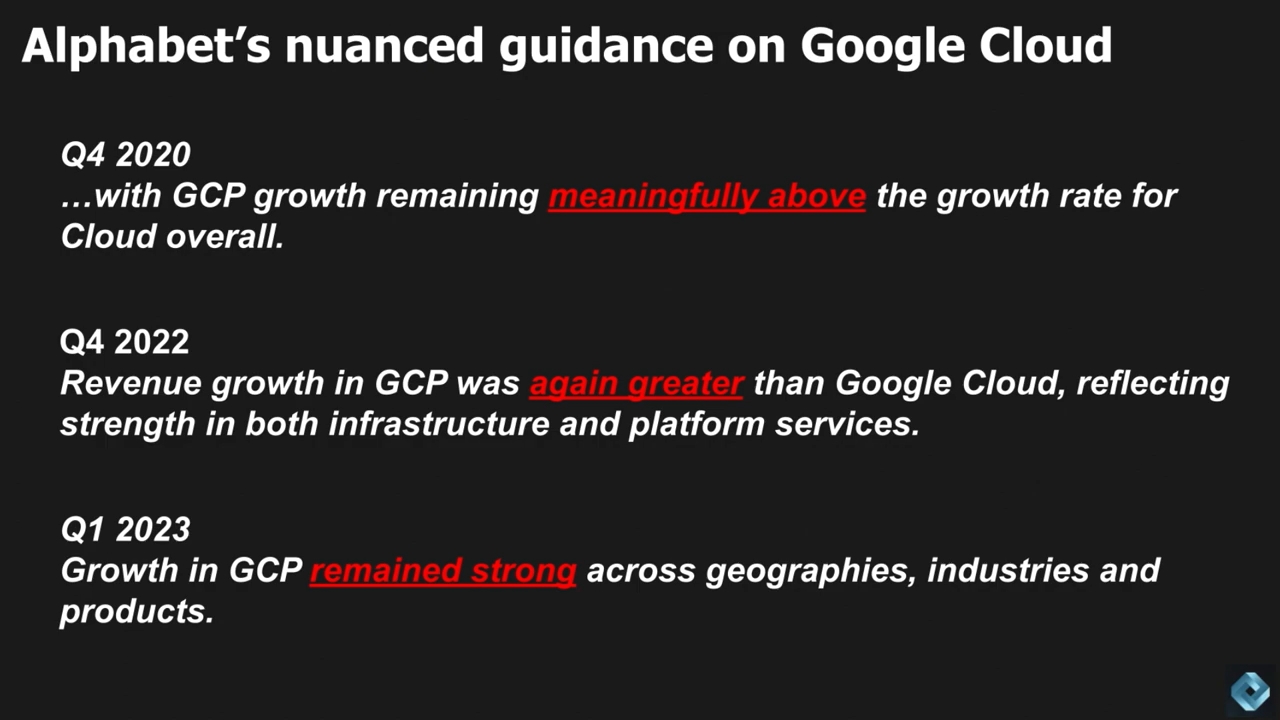 Alphabet’s nuanced guidance on Google Cloud
Q4 2020
…with GCP growth remaining meaningfully above the growth rate for
Cloud overall.
Q4 2022
Revenue growth in GCP was again greater than Google Cloud, reflecting
strength in both infrastructure and platform services.
Q1 2023
Growth in GCP remained strong across geographies, industries and
products.